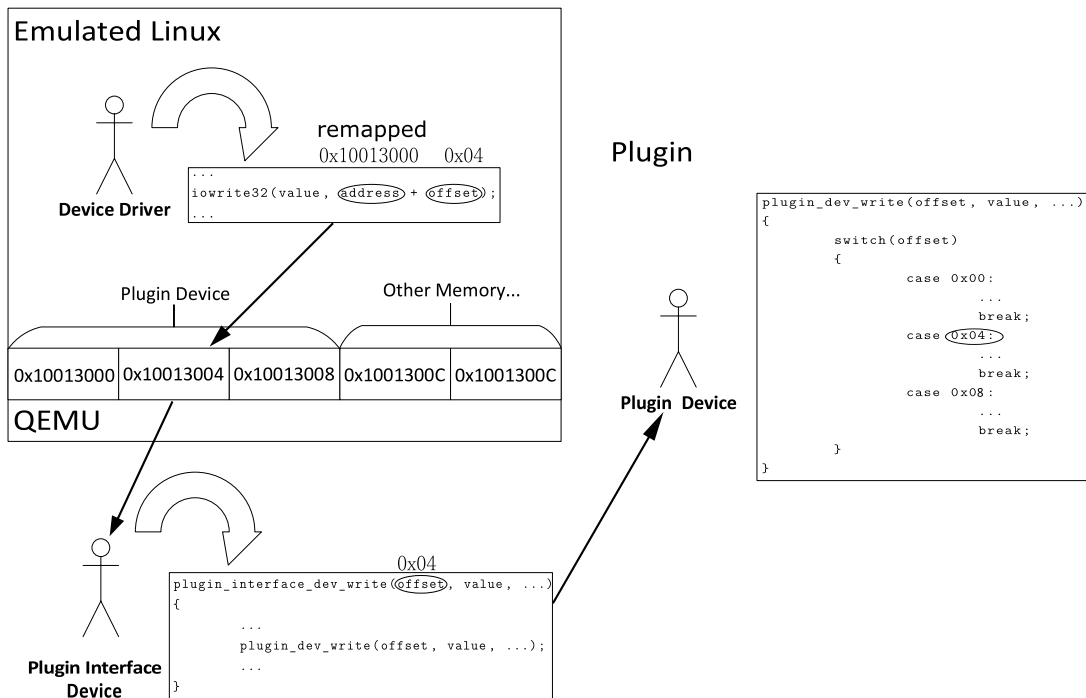 Emulated Linux
remapped
0x10013000 0x04
...
iowrite32(value, address + offset);
...
Device Driver
Plugin Device
Other Memory...
0x10013000 0x10013004 0x10013008 0x1001300C 0x1001300C
QEMU
0x04
plugin_interface_dev_write(offset, value, ...)
{
...
plugin_dev_write(offset, value, ...);
...
}
Plugin Interface
Device
Plugin
Plugin Device
plugin_dev_write(offset, value, ...)
{
switch(offset)
{
case 0x00:
...
break;
case 0x04:
...
break;
case 0x08:
...
break;
}
}